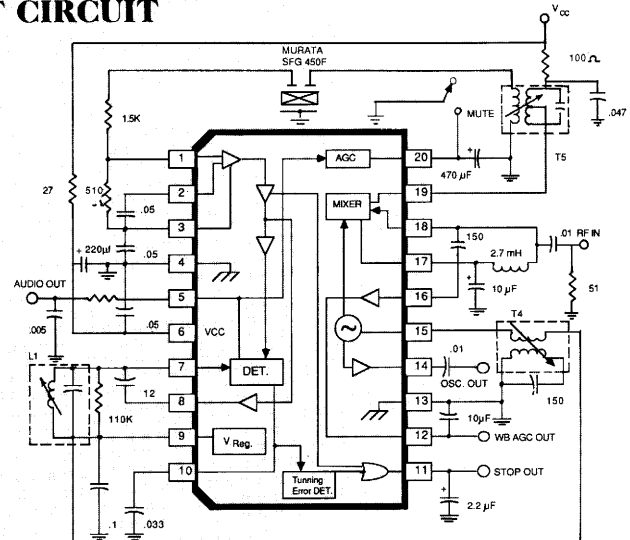 CIRCUIT
Vcc
MURATA
SFG 450F
100Ω
.047
1.5K
MUTE
T5
1
AGC
20
470 µF
27
510
2
.05
MIXER
19
3
18
150
.01 RF IN
220µf
.05
2.7 mH
4
17
10 µF
51
AUDIO OUT
5
16
.005
.05
6
VCC
15
T4
L1
7
DET.
14
.01
OSC. OUT
12
8
13
150
110K
10µF
9
V Reg.
12
WB AGC OUT
10
Tunning
Error DET.
11
STOP OUT
.1
.033
2.2 µF